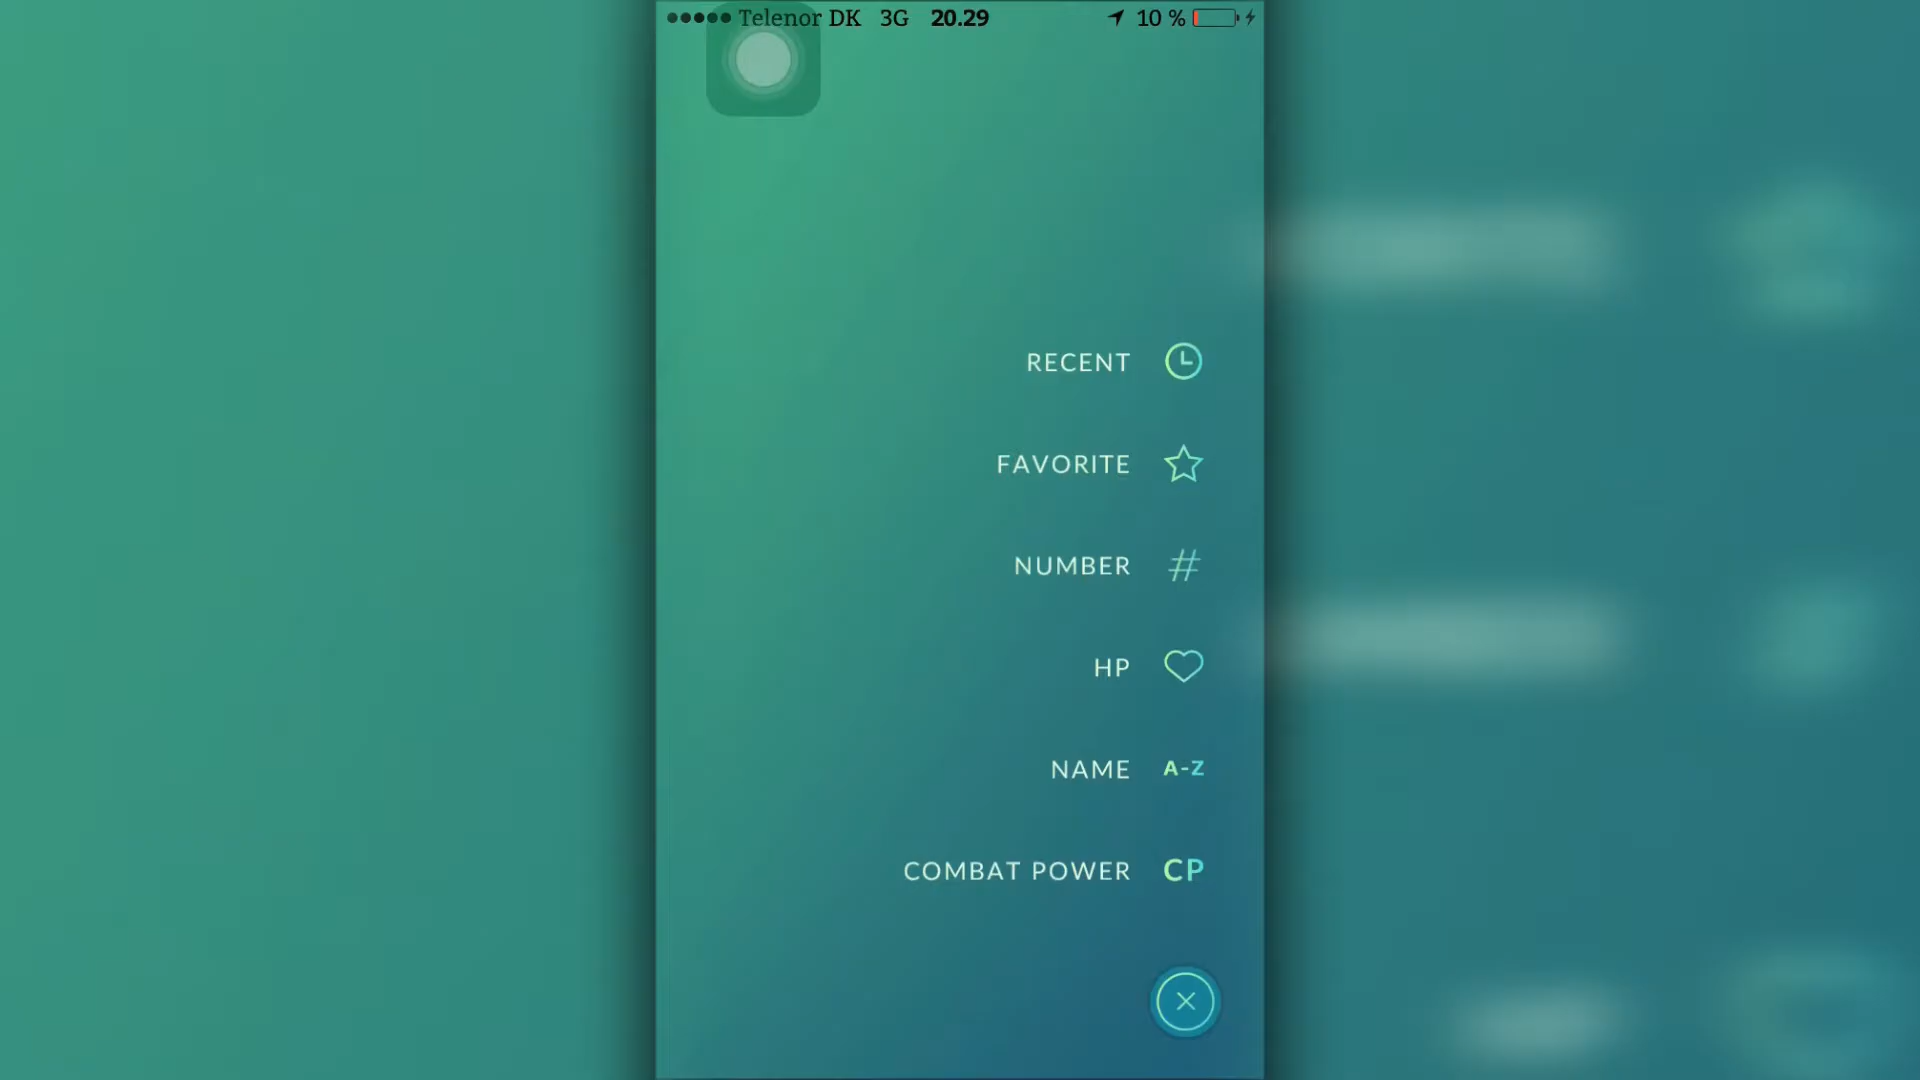 Telenor DK 3G 20.29 10 %
RECENT
FAVORITE
NUMBER #
HP
NAME A-Z
COMBAT POWER CP